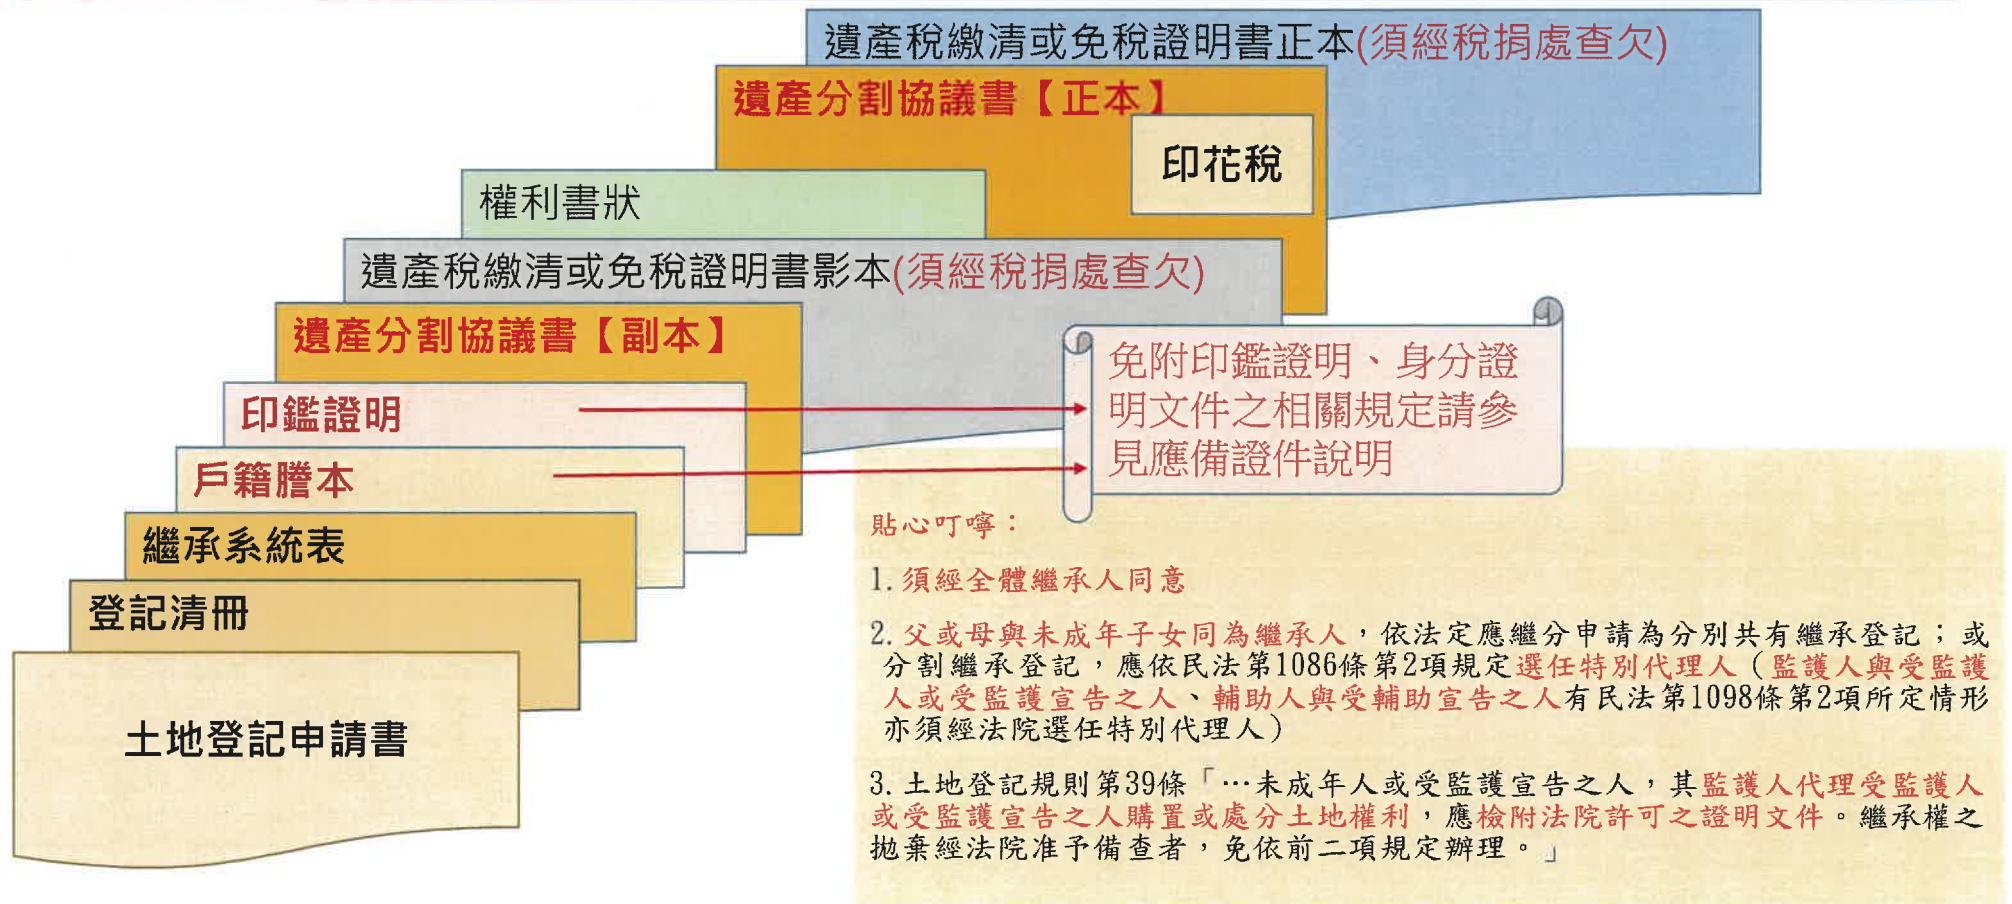 遺產稅繳清或免稅證明書正本(須經稅捐處查欠)
遺產分割協議書【正本】
印花稅
權利書狀
遺產稅繳清或免稅證明書影本(須經稅捐處查欠)
遺產分割協議書【副本】
印鑑證明
戶籍謄本
繼承系統表
登記清冊
土地登記申請書
免附印鑑證明、身分證
明文件之相關規定請參
見應備證件說明
貼心叮嚀：
1. 須經全體繼承人同意
2. 父或母與未成年子女同為繼承人，依法定應繼分申請為分別共有繼承登記；或
分割繼承登記，應依民法第1086條第2項規定選任特別代理人（監護人與受監護
人或受監護宣告之人、輔助人與受輔助宣告之人有民法第1098條第2項所定情形
亦須經法院選任特別代理人）
3. 土地登記規則第39條「…未成年人或受監護宣告之人，其監護人代理受監護人
或受監護宣告之人購置或處分土地權利，應檢附法院許可之證明文件。繼承權之
拋棄經法院准予備查者，免依前二項規定辦理。」